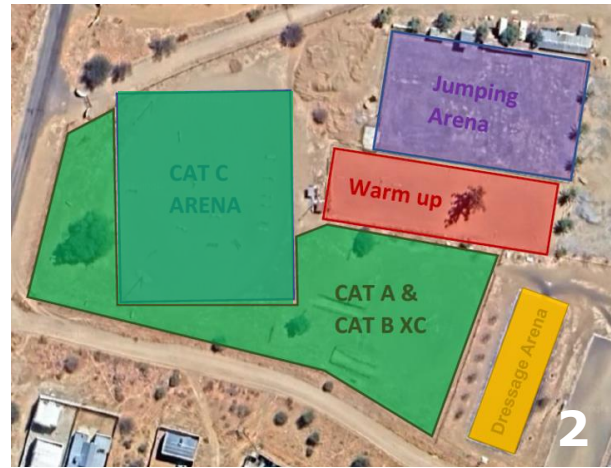 Jumping
Arena
CAT C
ARENA
Warm up
CAT A &
CAT B XC
Dressage Arena
2